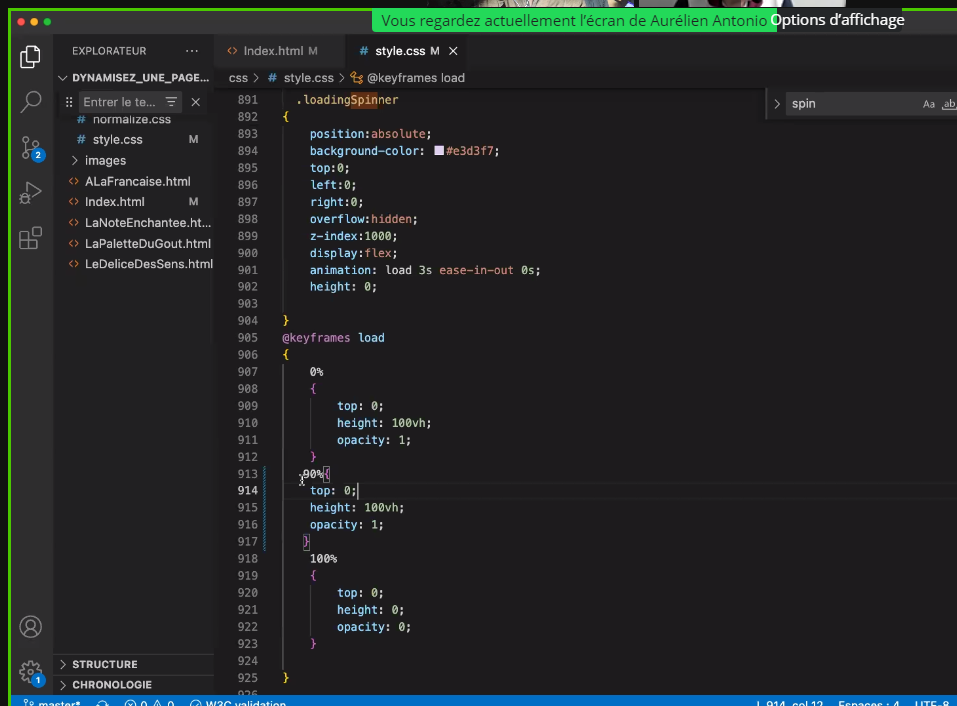 Vous regardez actuellement l'écran de Aurélien Antonio Options d'affichage
EXPLORATEUR ...
Index.html M
# style.css M
css > # style.css > @keyframes load
DYNAMISEZ_UNE_PAGE...
Entrer le te...
normalize.css
# style.css M
images
ALaFrancaise.html
Index.html M
LaNoteEnchantee.ht...
LaPaletteDuGout.html
LeDeliceDesSens.html
STRUCTURE
CHRONOLOGIE
2
1
spin Aa ab
891 .loadingSpinner
892 {
893 position:absolute;
894 background-color: #e3d3f7;
895 top:0;
896 left:0;
897 right:0;
898 overflow:hidden;
899 z-index:1000;
900 display:flex;
901 animation: load 3s ease-in-out 0s;
902 height: 0;
903
904 }
905 @keyframes load
906 {
907 0%
908 {
909 top: 0;
910 height: 100vh;
911 opacity: 1;
912 }
913 90%{
914 top: 0;
915 height: 100vh;
916 opacity: 1;
917 }
918 100%
919 {
920 top: 0;
921 height: 0;
922 opacity: 0;
923 }
924
925 }
926
master* 0 0 W3C validation L 914, col 12 Espaces : 4 UTF-8